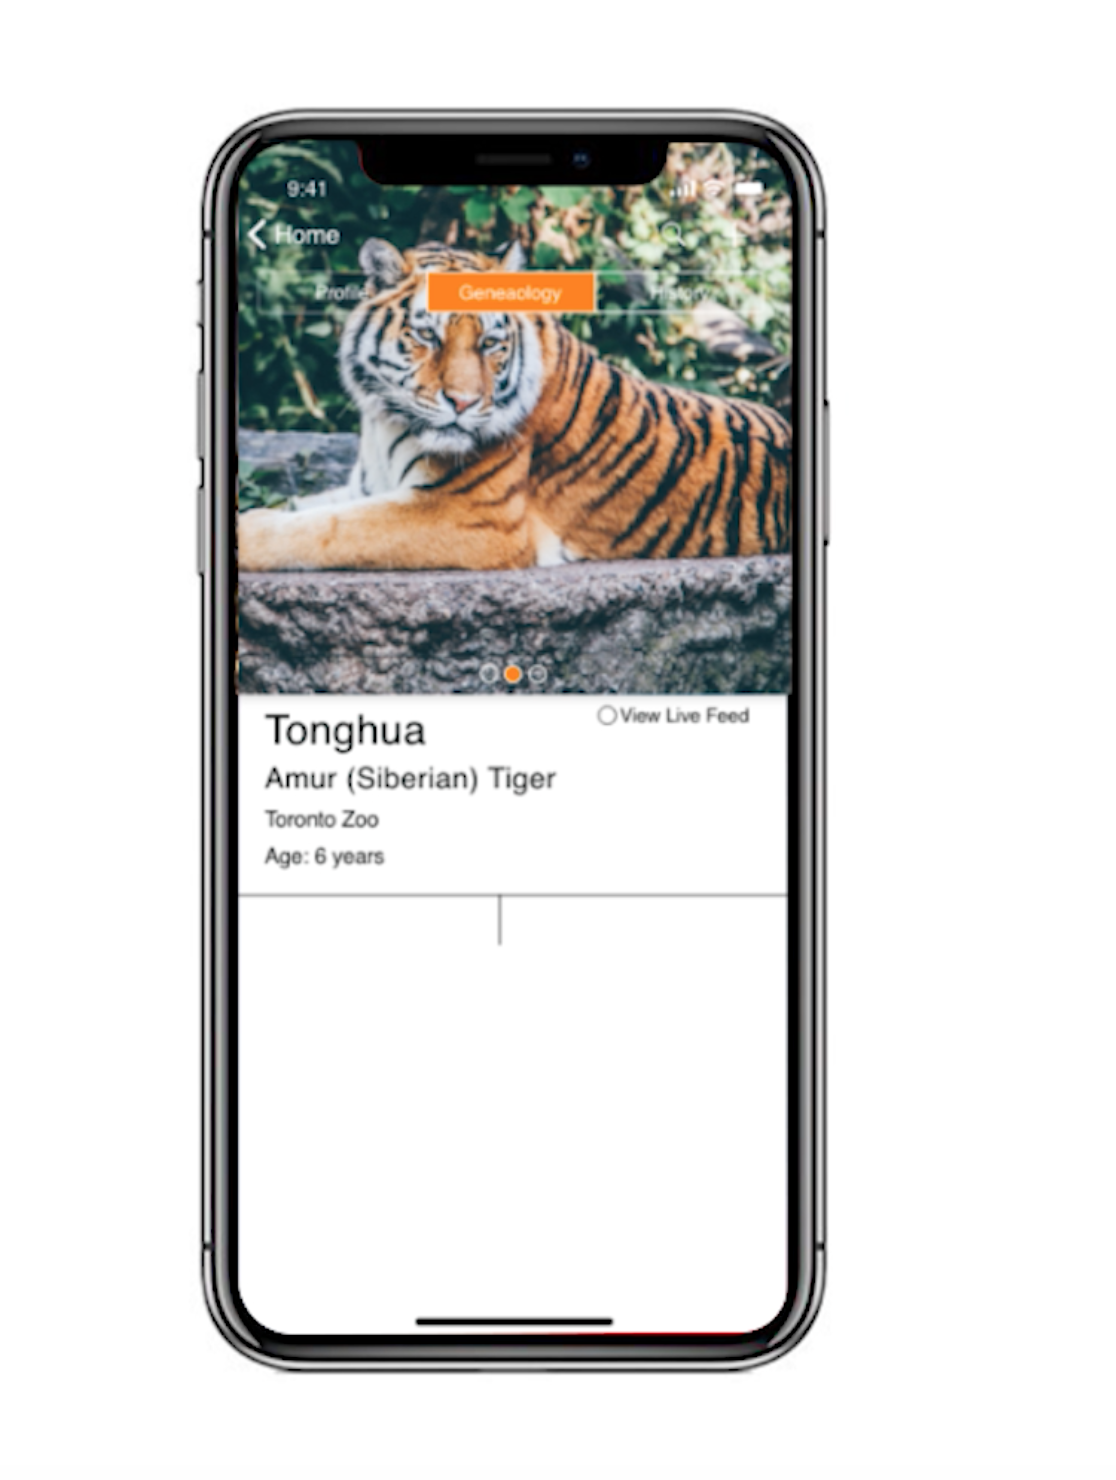 9:41
Home
Profile Geneaology History
Tonghua
View Live Feed
Amur (Siberian) Tiger
Toronto Zoo
Age: 6 years